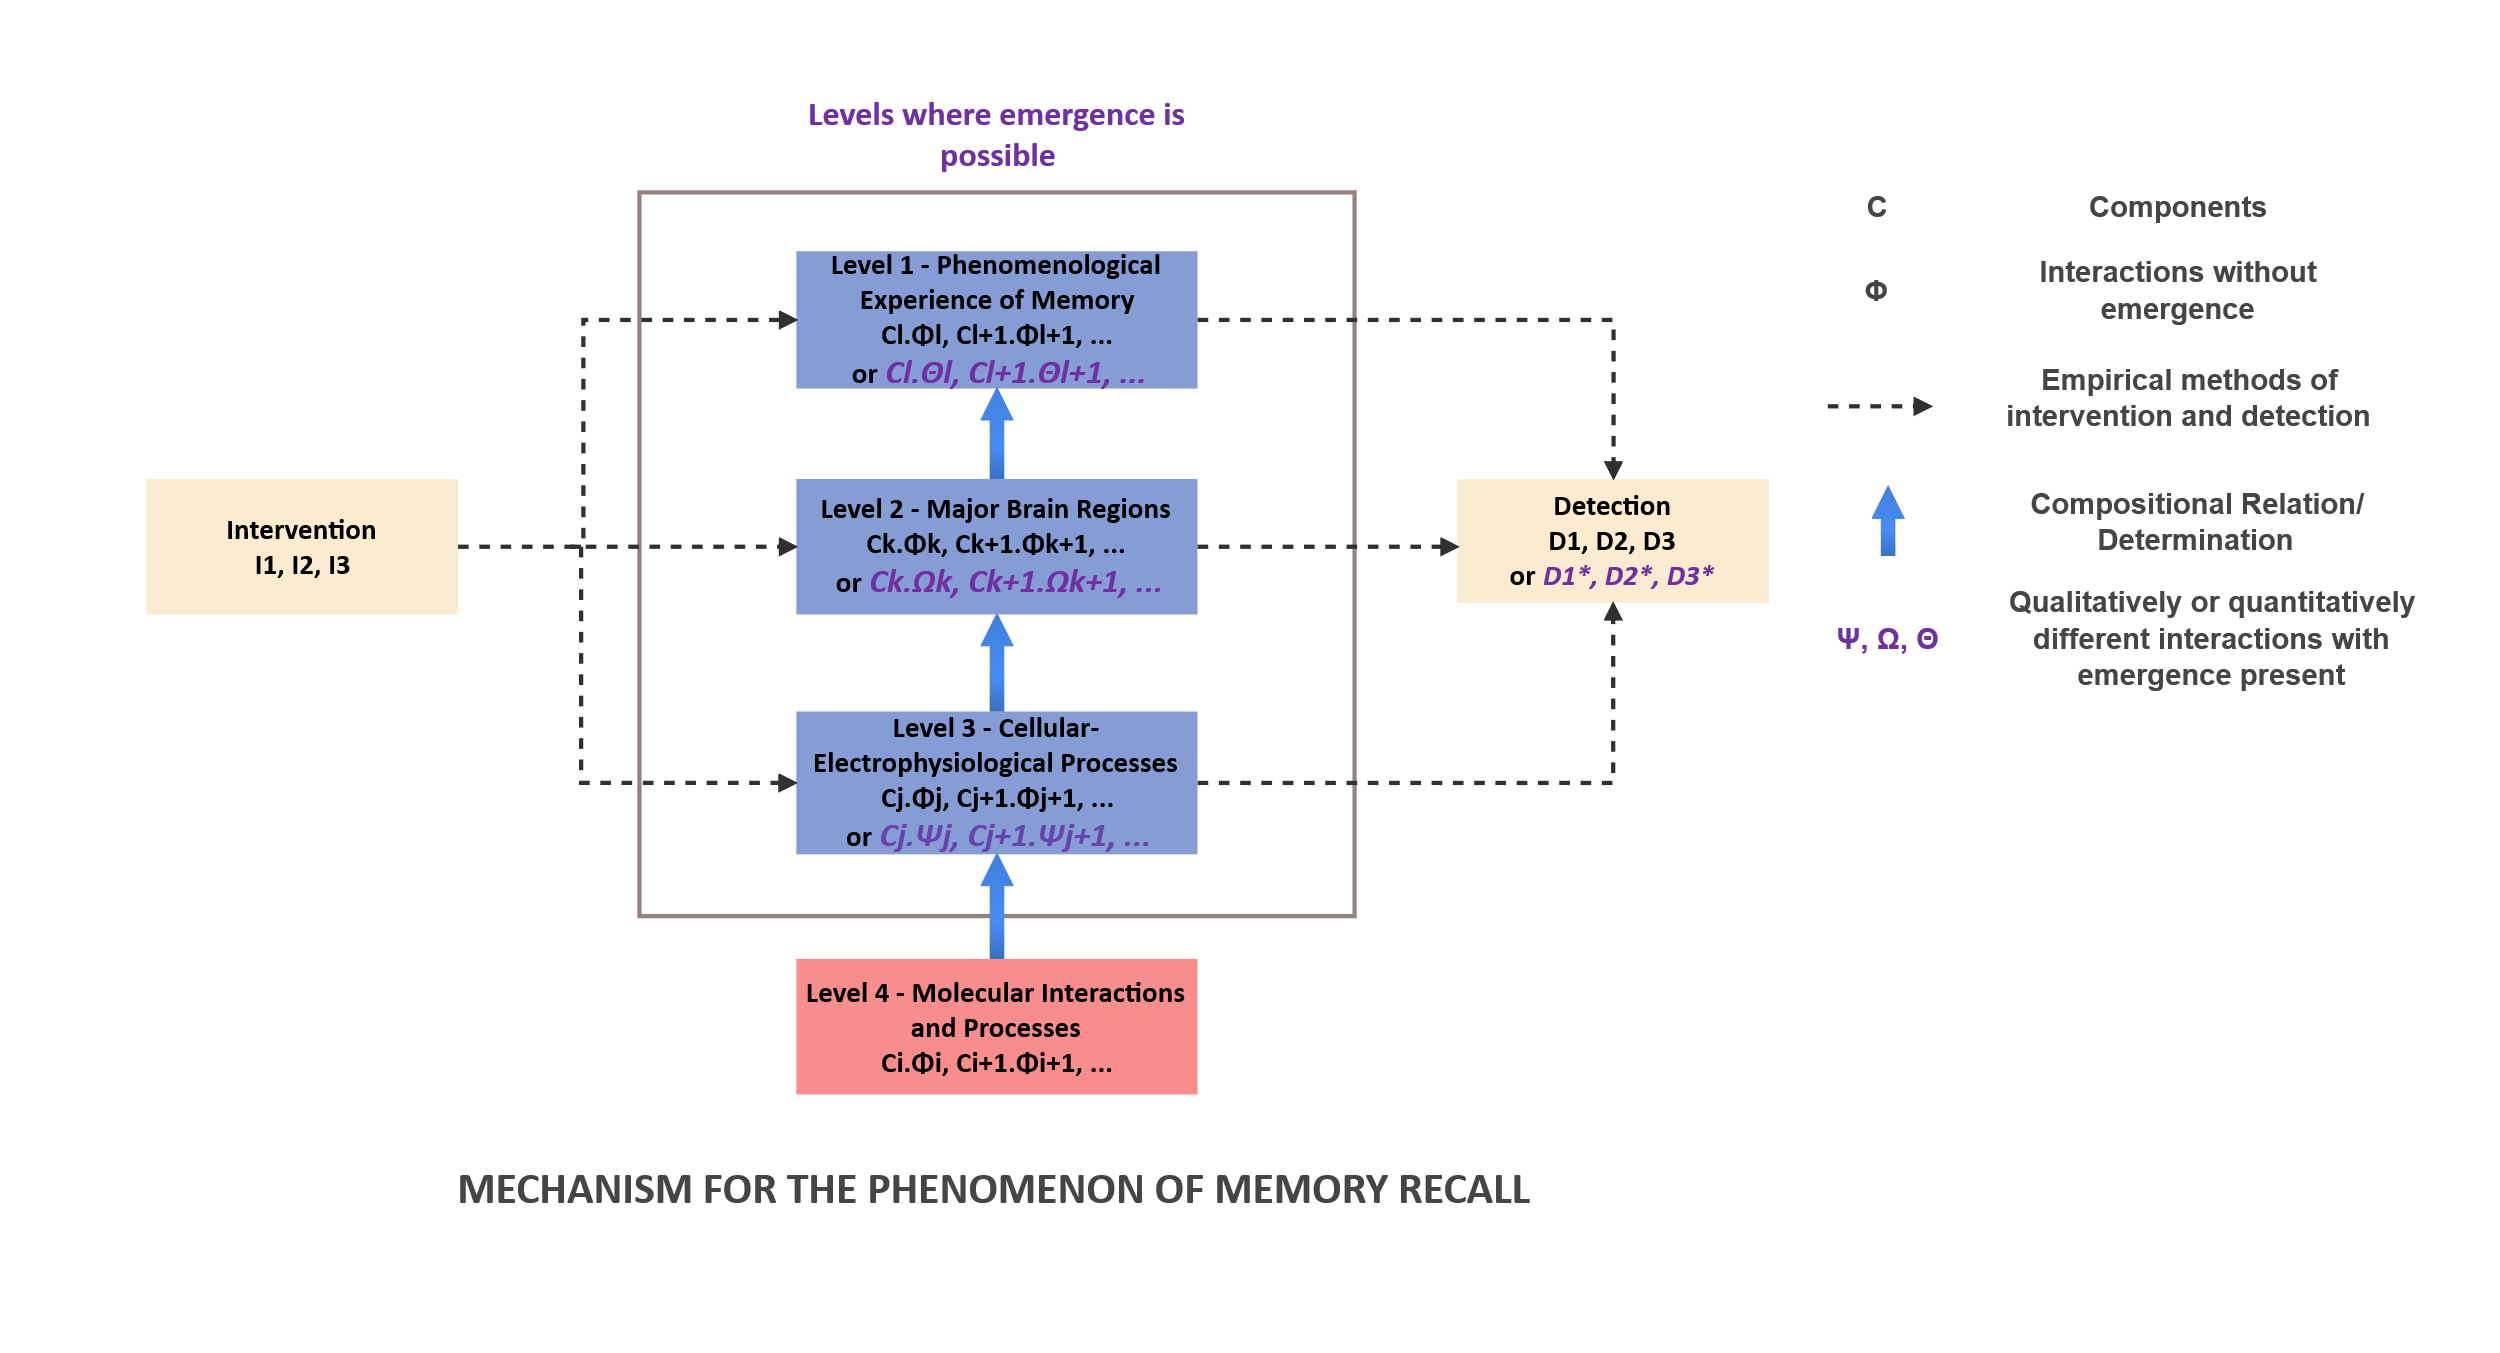 Levels where emergence is
possible
Level 1 - Phenomenological
Experience of Memory
Cl.Φl, Cl+1.Φl+1, ...
or Cl.Θl, Cl+1.Θl+1, ...
Level 2 - Major Brain Regions
Ck.Φk, Ck+1.Φk+1, ...
or Ck.Ωk, Ck+1.Ωk+1, ...
Level 3 - Cellular-
Electrophysiological Processes
Cj.Φj, Cj+1.Φj+1, ...
or Cj.Ψj, Cj+1.Ψj+1, ...
Level 4 - Molecular Interactions
and Processes
Ci.Φi, Ci+1.Φi+1, ...
Intervention
I1, I2, I3
Detection
D1, D2, D3
or D1*, D2*, D3*
C
Components
Φ
Interactions without
emergence
Empirical methods of
intervention and detection
Compositional Relation/
Determination
Ψ, Ω, Θ
Qualitatively or quantitatively
different interactions with
emergence present
MECHANISM FOR THE PHENOMENON OF MEMORY RECALL